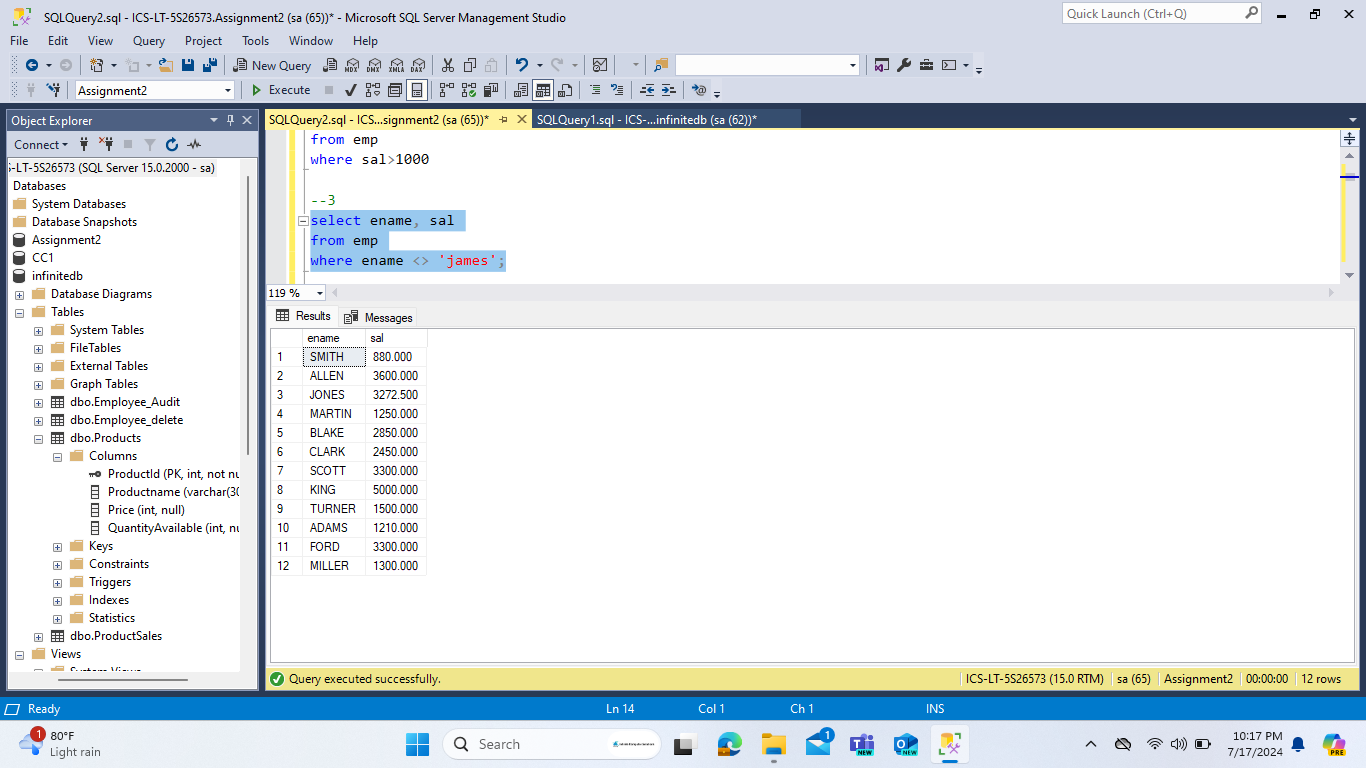 SQLQuery2.sql - ICS-LT-5S26573.Assignment2 (sa (65))* - Microsoft SQL Server Management Studio
Quick Launch (Ctrl+Q)
File Edit View Query Project Tools Window Help
New Query MDX DMX XMLA DAX
Assignment2 Execute
Object Explorer
Connect
S-LT-5S26573 (SQL Server 15.0.2000 - sa)
Databases
System Databases
Database Snapshots
Assignment2
CC1
infinitedb
Database Diagrams
Tables
System Tables
FileTables
External Tables
Graph Tables
dbo.Employee_Audit
dbo.Employee_delete
dbo.Products
Columns
ProductId (PK, int, not nu
Productname (varchar(30
Price (int, null)
QuantityAvailable (int, nu
Keys
Constraints
Triggers
Indexes
Statistics
dbo.ProductSales
Views
System Views
SQLQuery2.sql - ICS...signment2 (sa (65))* SQLQuery1.sql - ICS-...infinitedb (sa (62))*
from emp
where sal>1000
--3
select ename, sal
from emp
where ename <> 'james';
119 %
Results Messages
ename sal
1 SMITH 880.000
2 ALLEN 3600.000
3 JONES 3272.500
4 MARTIN 1250.000
5 BLAKE 2850.000
6 CLARK 2450.000
7 SCOTT 3300.000
8 KING 5000.000
9 TURNER 1500.000
10 ADAMS 1210.000
11 FORD 3300.000
12 MILLER 1300.000
Query executed successfully. ICS-LT-5S26573 (15.0 RTM) sa (65) Assignment2 00:00:00 12 rows
Ready Ln 14 Col 1 Ch 1 INS
1
80°F
Light rain
Search
1
NEW
NEW
10:17 PM
7/17/2024
PRE